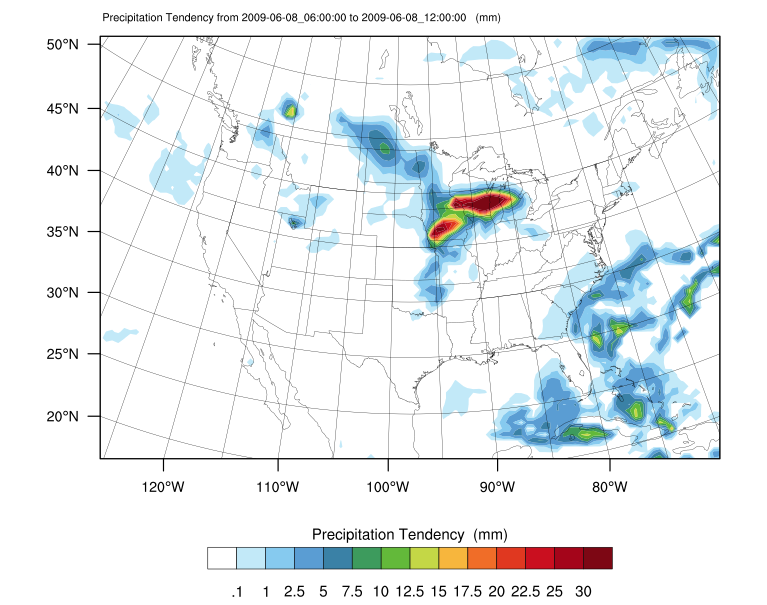 Precipitation Tendency from 2009-06-08_06:00:00 to 2009-06-08_12:00:00 (mm)
50°N
45°N
40°N
35°N
30°N
25°N
20°N
120°W 110°W 100°W 90°W 80°W
Precipitation Tendency (mm)
.1 1 2.5 5 7.5 10 12.5 15 17.5 20 22.5 25 30